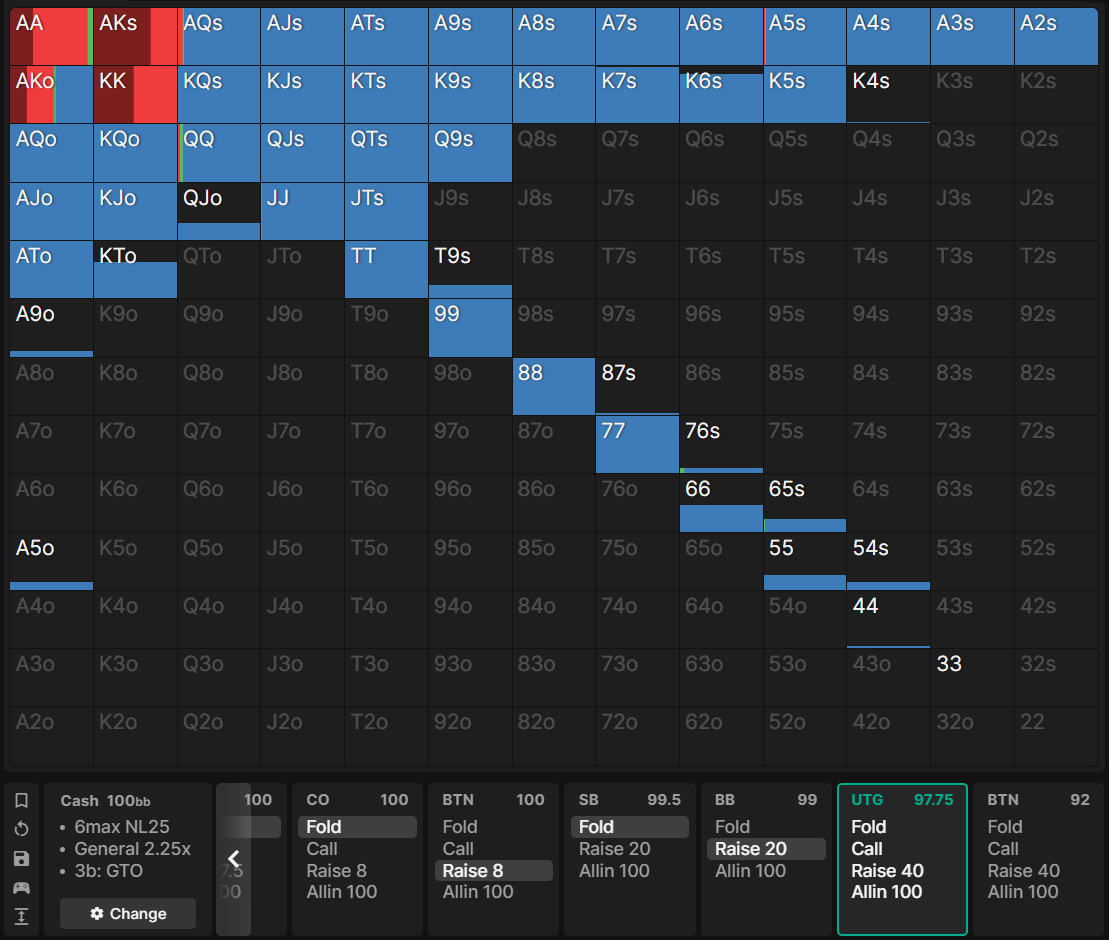 AA AKs AQs AJs ATs A9s A8s A7s A6s A5s A4s A3s A2s
AKo KK KQs KJs KTs K9s K8s K7s K6s K5s K4s K3s K2s
AQo KQo QQ QJs QTs Q9s Q8s Q7s Q6s Q5s Q4s Q3s Q2s
AJo KJo QJo JJ JTs J9s J8s J7s J6s J5s J4s J3s J2s
ATo KTo QTo JTo TT T9s T8s T7s T6s T5s T4s T3s T2s
A9o K9o Q9o J9o T9o 99 98s 97s 96s 95s 94s 93s 92s
A8o K8o Q8o J8o T8o 98o 88 87s 86s 85s 84s 83s 82s
A7o K7o Q7o J7o T7o 97o 87o 77 76s 75s 74s 73s 72s
A6o K6o Q6o J6o T6o 96o 86o 76o 66 65s 64s 63s 62s
A5o K5o Q5o J5o T5o 95o 85o 75o 65o 55 54s 53s 52s
A4o K4o Q4o J4o T4o 94o 84o 74o 64o 54o 44 43s 42s
A3o K3o Q3o J3o T3o 93o 83o 73o 63o 53o 43o 33 32s
A2o K2o Q2o J2o T2o 92o 82o 72o 62o 52o 42o 32o 22
Cash 100bb
• 6max NL25
• General 2.25x
• 3b: GTO
Change
100
7.5
00
CO 100
Fold
Call
Raise 8
Allin 100
BTN 100
Fold
Call
Raise 8
Allin 100
SB 99.5
Fold
Raise 20
Allin 100
BB 99
Fold
Raise 20
Allin 100
UTG 97.75
Fold
Call
Raise 40
Allin 100
BTN 92
Fold
Call
Raise 40
Allin 100